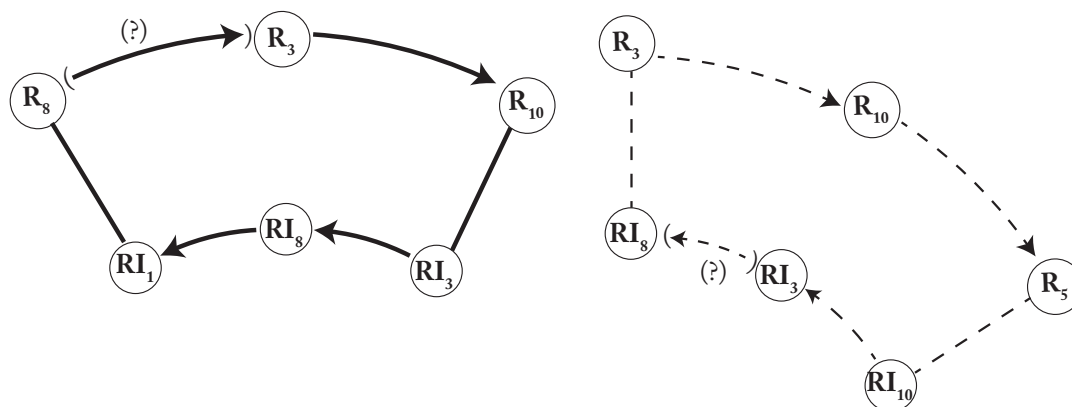 (?)
R₃
R₈
(
)
R₁₀
RI₈
RI₁
RI₃
R₃
R₁₀
RI₈
(
(?)
)
RI₃
R₅
RI₁₀